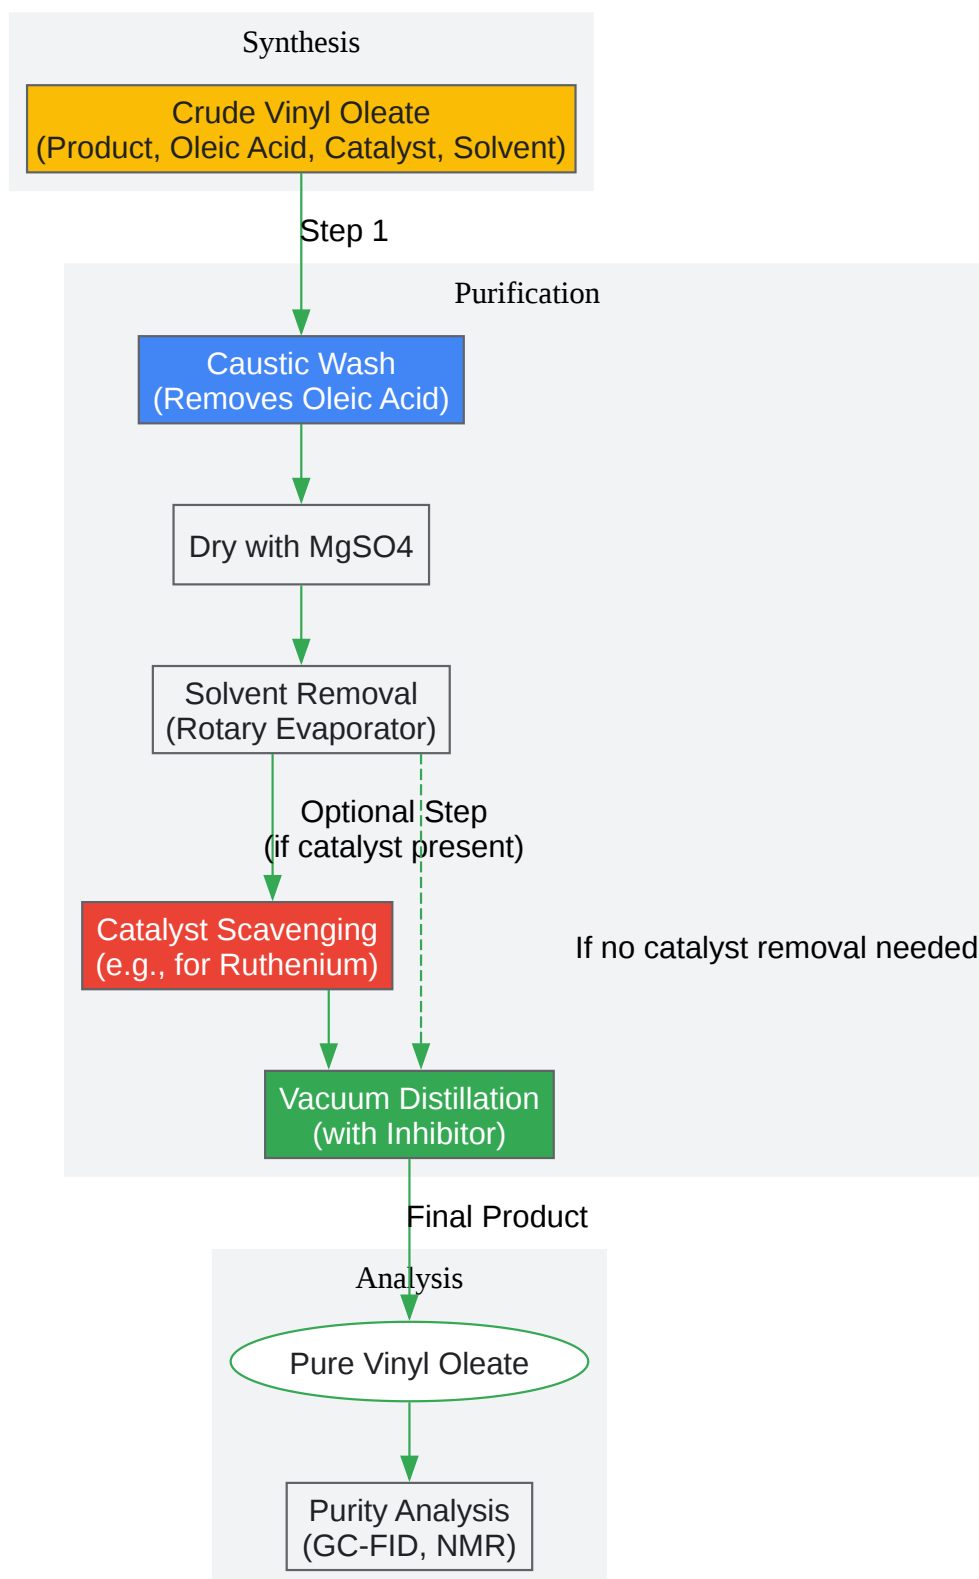 Synthesis
Crude Vinyl Oleate
(Product, Oleic Acid, Catalyst, Solvent)
Step 1
Purification
Caustic Wash
(Removes Oleic Acid)
Dry with MgSO4
Solvent Removal
(Rotary Evaporator)
Optional Step
(if catalyst present)
Catalyst Scavenging
(e.g., for Ruthenium)
If no catalyst removal needed
Vacuum Distillation
(with Inhibitor)
Final Product
Analysis
Pure Vinyl Oleate
Purity Analysis
(GC-FID, NMR)